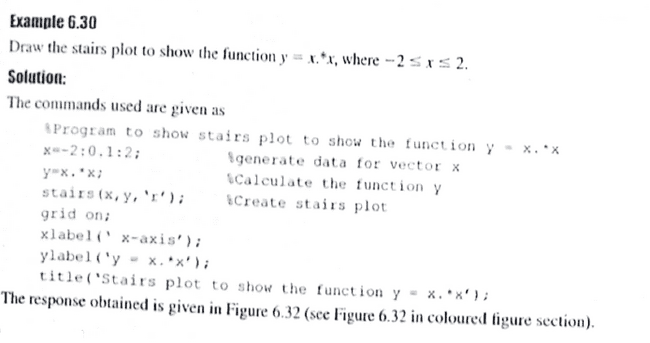 Example 6.30
Draw the stairs plot to show the function y = x.*x, where −2 ≤ x ≤ 2.
Solution:
The commands used are given as
%Program to show stairs plot to show the function y = x.*x
x=-2:0.1:2; %generate data for vector x
y=x.*x; %Calculate the function y
stairs(x,y,'r'); %Create stairs plot
grid on;
xlabel(' x-axis');
ylabel('y = x.*x');
title('Stairs plot to show the function y = x.*x');
The response obtained is given in Figure 6.32 (see Figure 6.32 in coloured figure section).